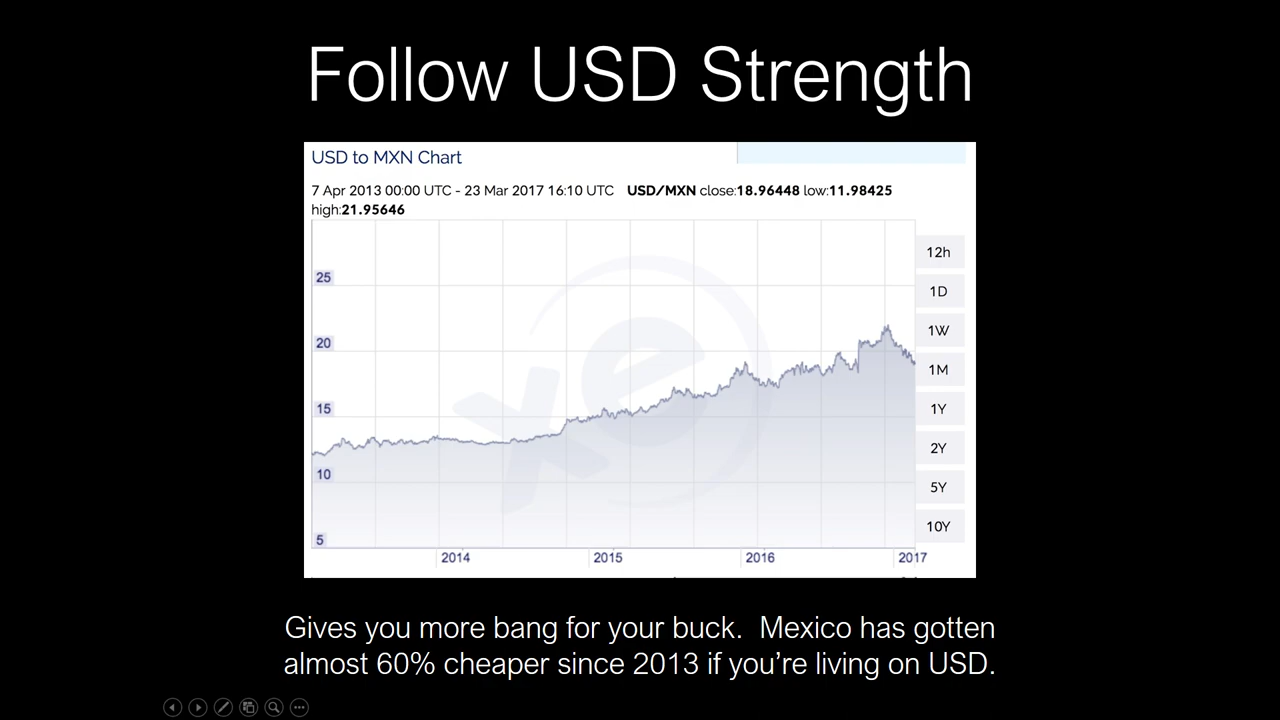 Follow USD Strength
USD to MXN Chart
7 Apr 2013 00:00 UTC - 23 Mar 2017 16:10 UTC USD/MXN close:18.96448 low:11.98425
high:21.95646
12h
25
1D
1W
20
1M
15
1Y
2Y
10
5Y
10Y
5
2014 2015 2016 2017
xe
Gives you more bang for your buck. Mexico has gotten
almost 60% cheaper since 2013 if you're living on USD.